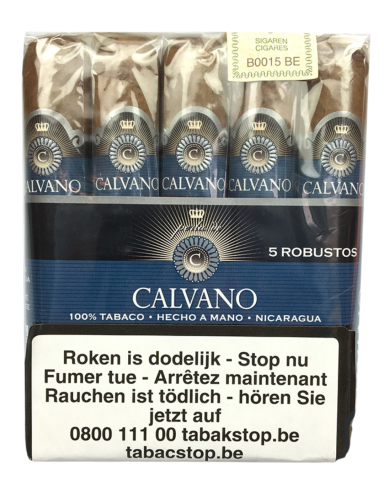 SIGAREN
CIGARES
B0015 BE
C C C C C
ALVANO CALVANO CALVANO CALVANO CALVANO
C
5 ROBUSTOS
CALVANO
100% TABACO • HECHO A MANO • NICARAGUA
Roken is dodelijk - Stop nu
Fumer tue - Arrêtez maintenant
Rauchen ist tödlich - hören Sie
jetzt auf
0800 111 00 tabakstop.be
tabacstop.be